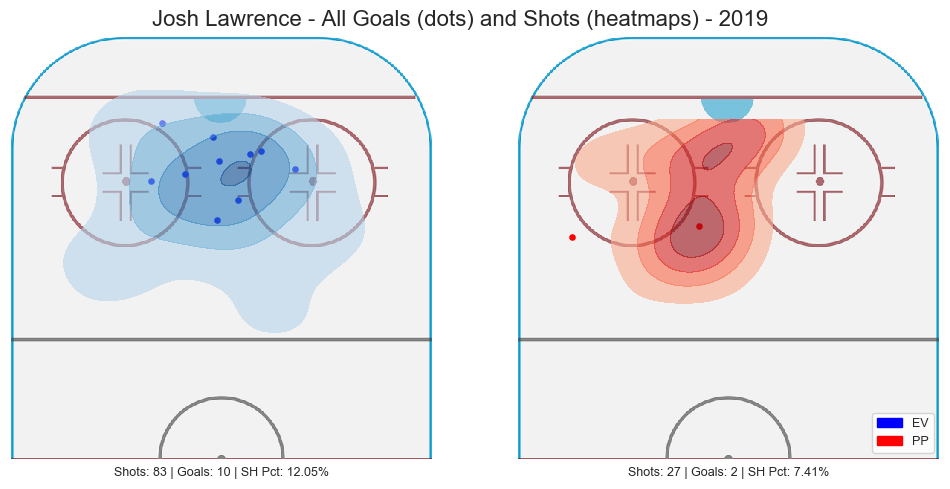 Josh Lawrence - All Goals (dots) and Shots (heatmaps) - 2019
EV
PP
Shots: 83 | Goals: 10 | SH Pct: 12.05%
Shots: 27 | Goals: 2 | SH Pct: 7.41%